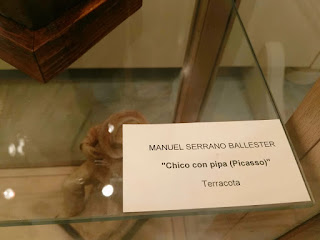 MANUEL SERRANO BALLESTER
"Chico con pipa (Picasso)"
Terracota